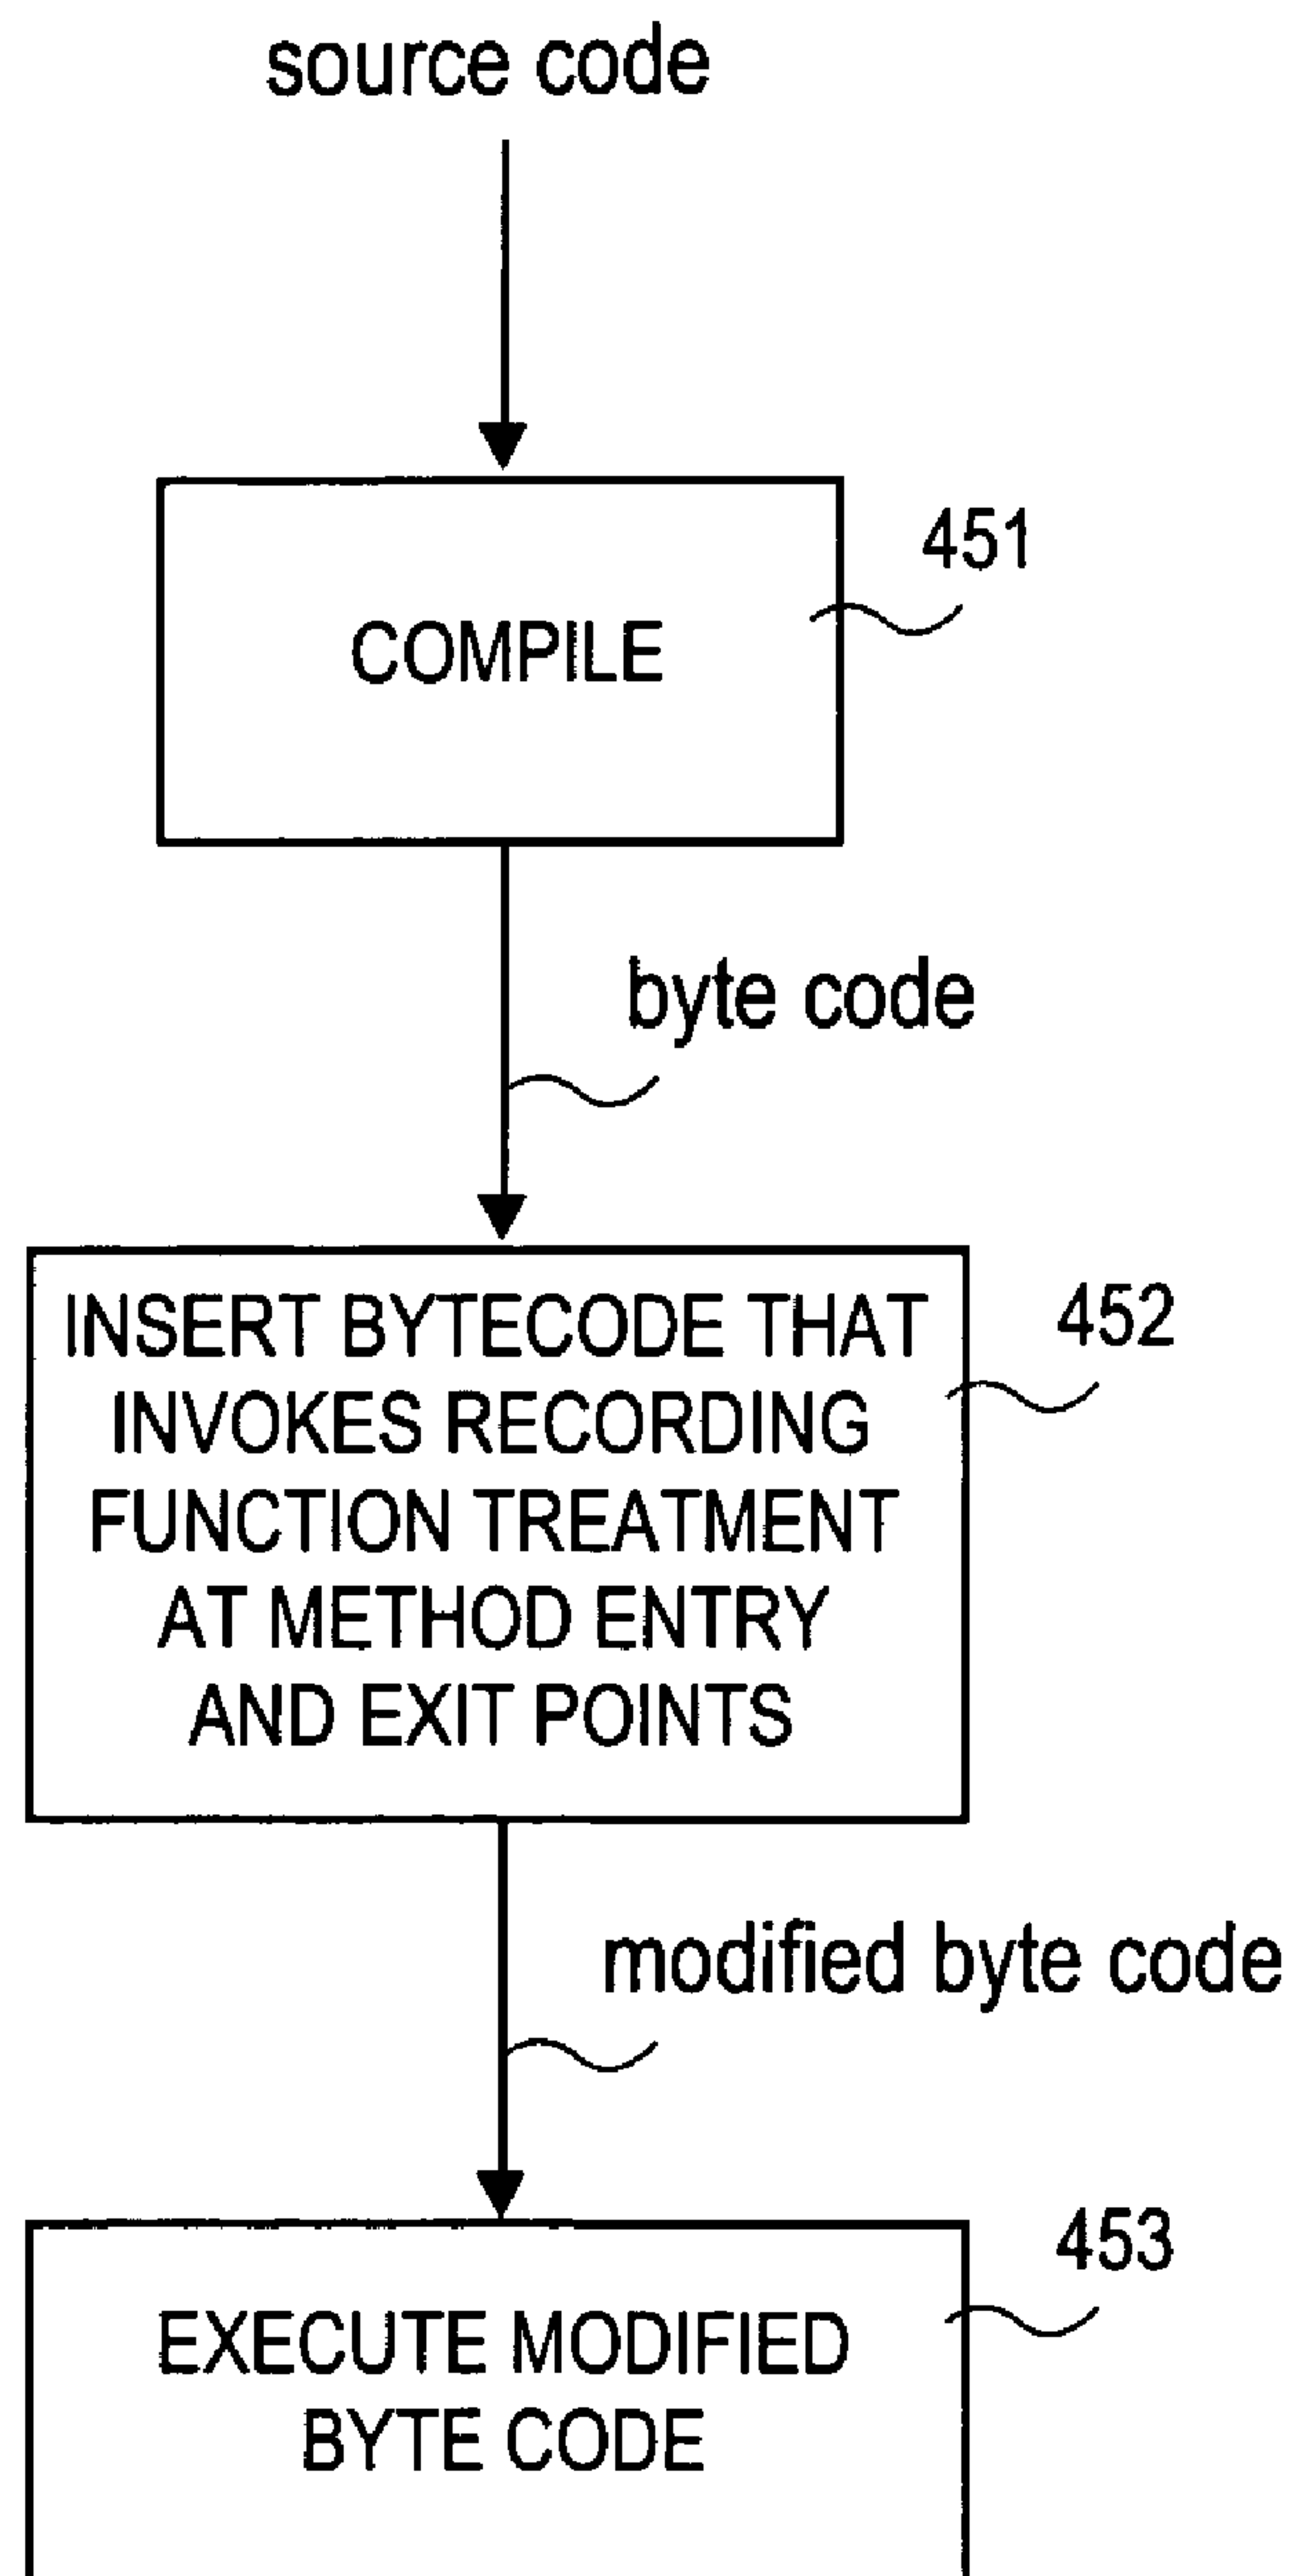 source code
451
COMPILE
byte code
452
INSERT BYTECODE THAT
INVOKES RECORDING
FUNCTION TREATMENT
AT METHOD ENTRY
AND EXIT POINTS
modified byte code
453
EXECUTE MODIFIED
BYTE CODE